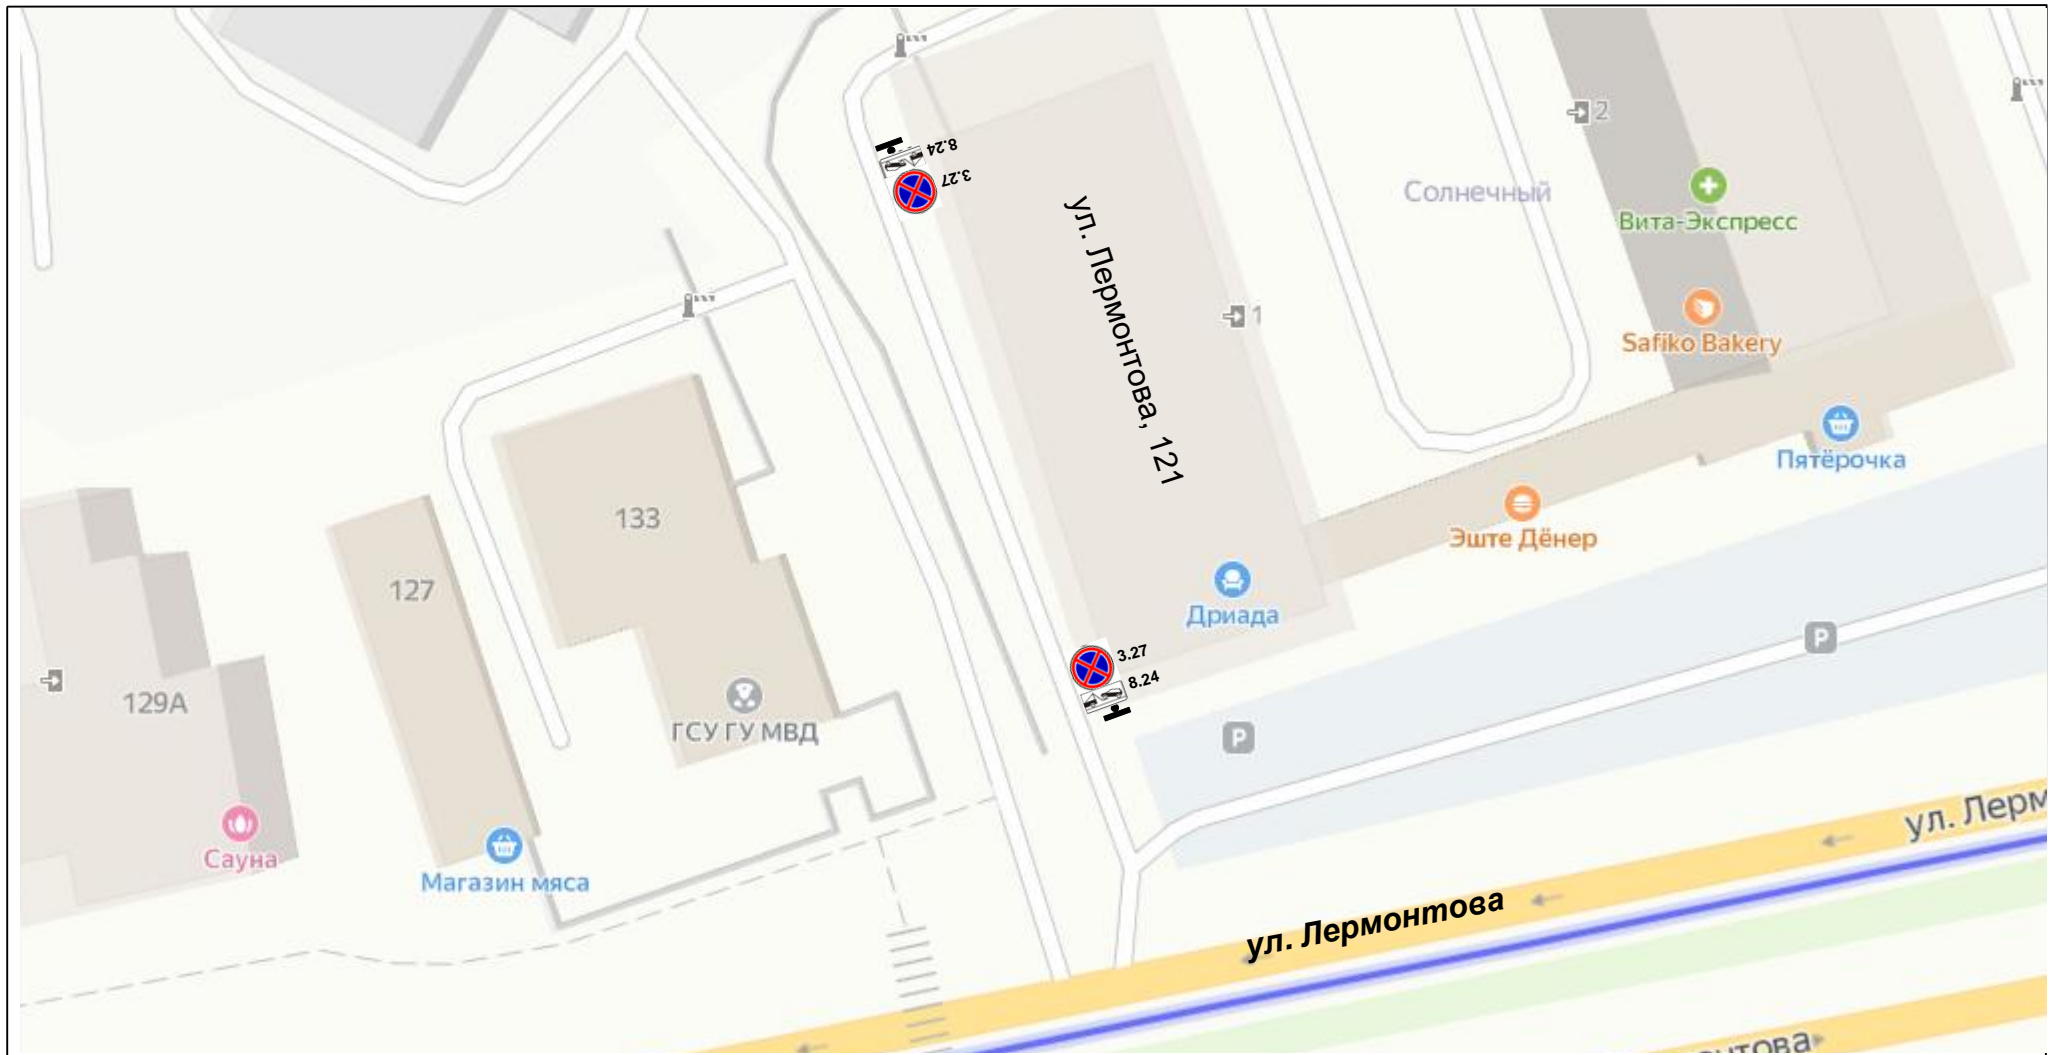 2
8.24
3.27
Солнечный
Вита-Экспресс
ул. Лермонтова, 121
1
Safiko Bakery
Пятёрочка
133
Эште Дёнер
127
Дриада
3.27
8.24
129А
ГСУ ГУ МВД
P
P
Сауна
Магазин мяса
ул. Лерм
ул. Лермонтова
нтова